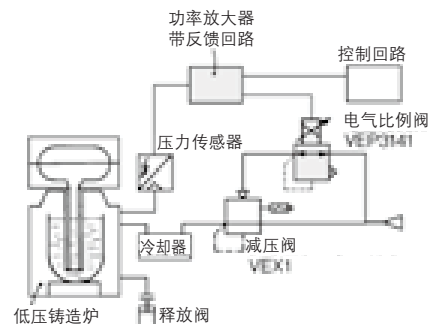 功率放大器
带反馈回路
控制回路
电气比例阀
VEP3141
压力传感器
冷却器
减压阀
VEX1
低压铸造炉
释放阀